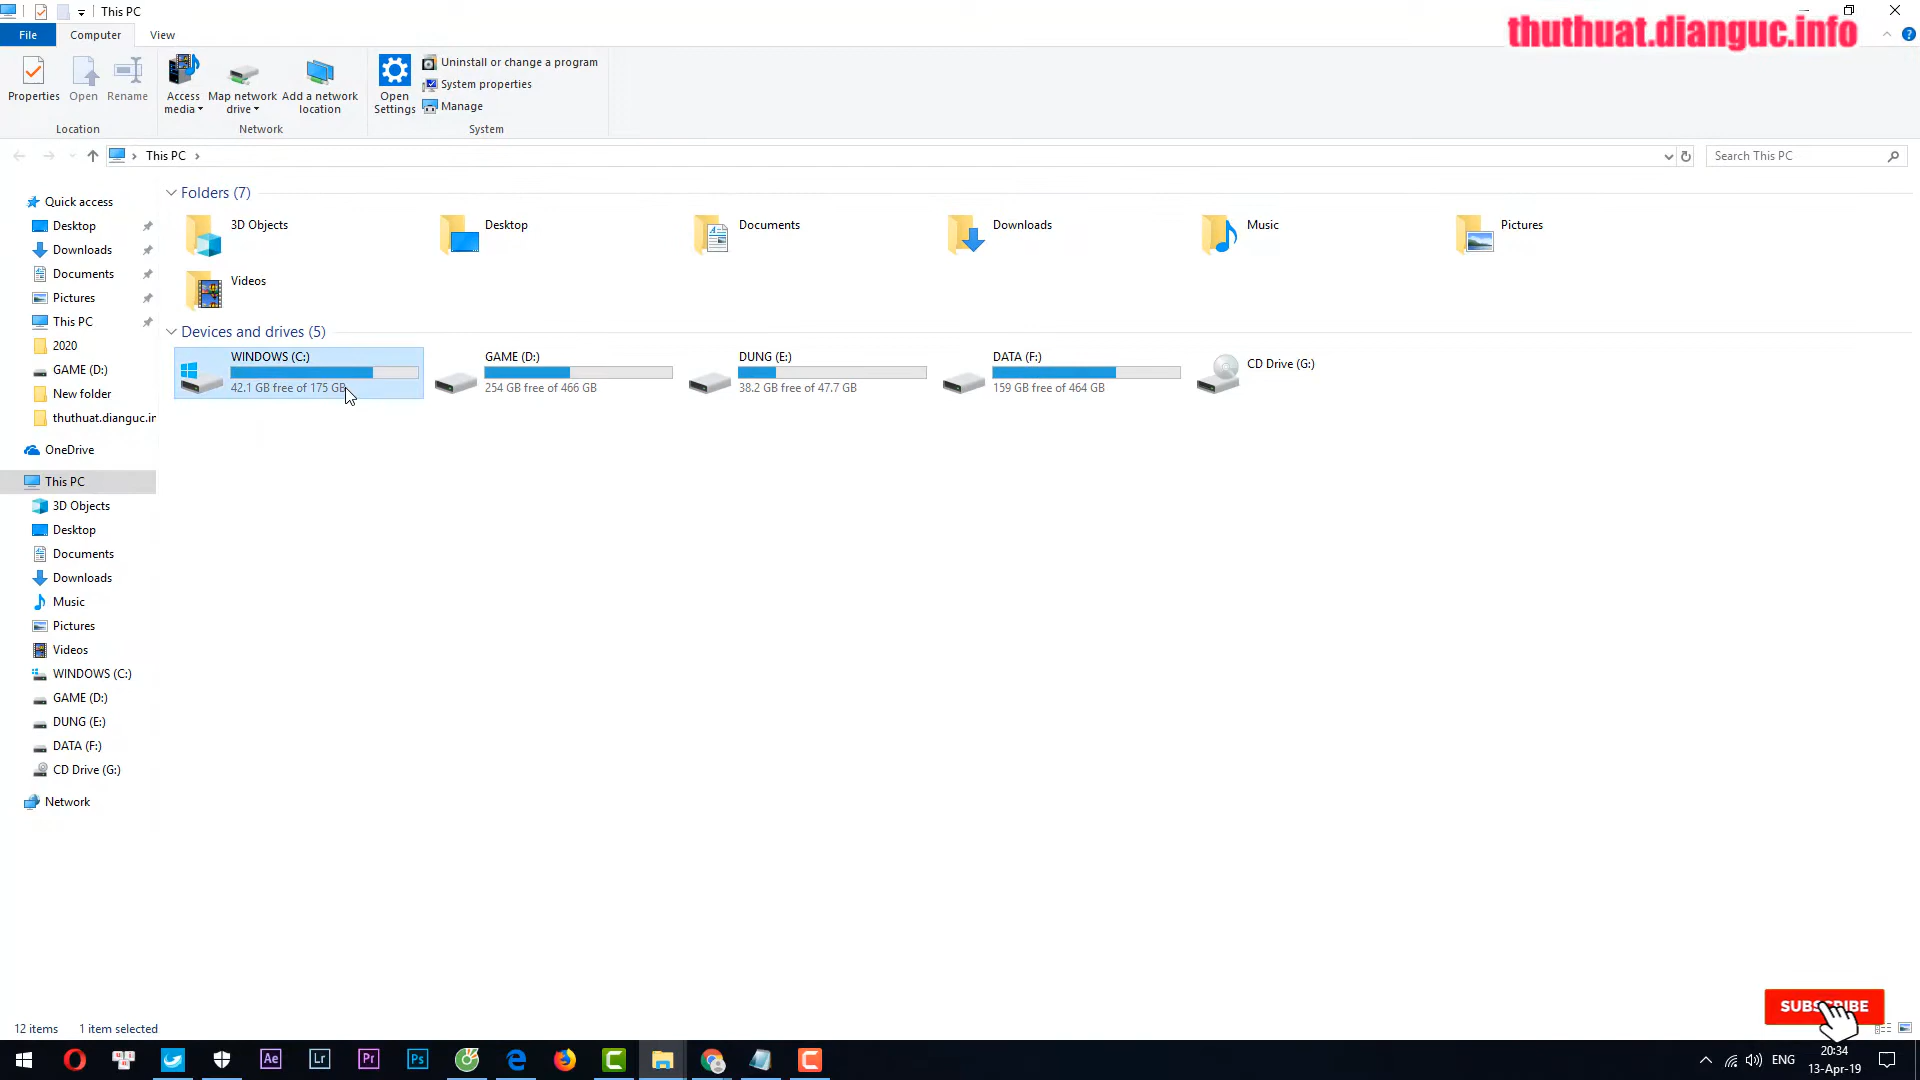 This PC
thuthuat.dianguc.info
File
Computer
View
Properties
Open
Rename
Access media
Map network drive
Add a network location
Open Settings
Uninstall or change a program
System properties
Manage
Location
Network
System
This PC
Search This PC
Quick access
Desktop
Downloads
Documents
Pictures
This PC
2020
GAME (D:)
New folder
thuthuat.dianguc.in
OneDrive
This PC
3D Objects
Desktop
Documents
Downloads
Music
Pictures
Videos
WINDOWS (C:)
GAME (D:)
DUNG (E:)
DATA (F:)
CD Drive (G:)
Network
Folders (7)
3D Objects
Desktop
Documents
Downloads
Music
Pictures
Videos
Devices and drives (5)
WINDOWS (C:)
42.1 GB free of 175 GB
GAME (D:)
254 GB free of 466 GB
DUNG (E:)
38.2 GB free of 47.7 GB
DATA (F:)
159 GB free of 464 GB
CD Drive (G:)
12 items
1 item selected
SUBSCRIBE
Ae
Lr
Pr
Ps
ENG
20:34
13-Apr-19